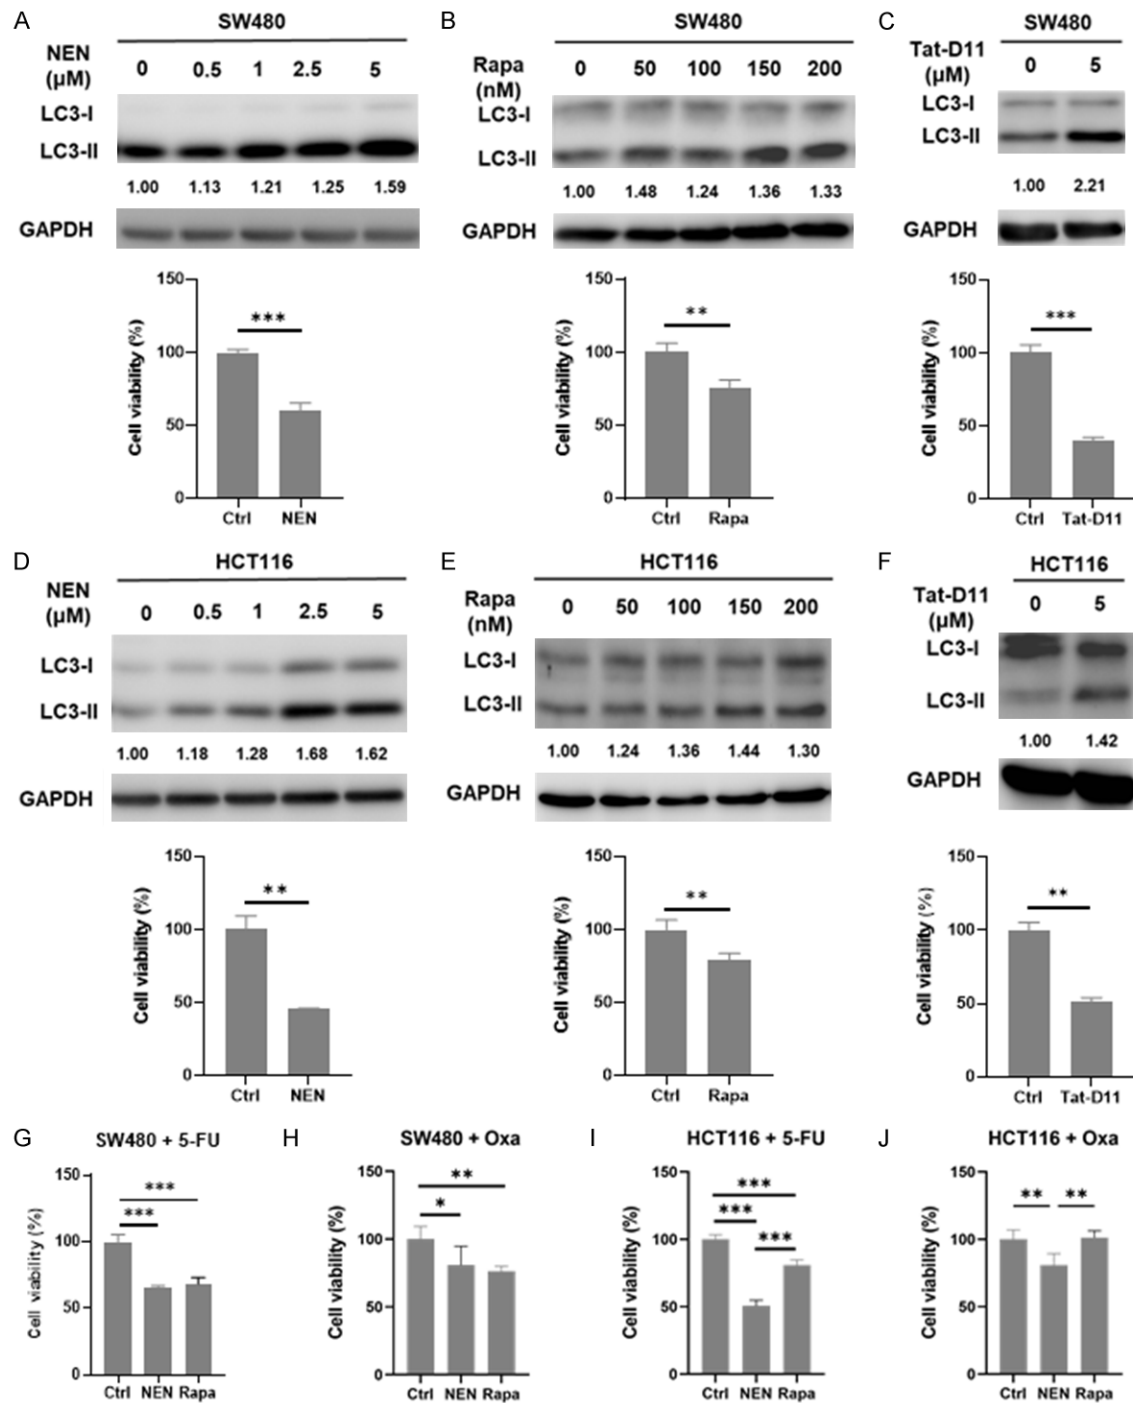 A
SW480
NEN
(μM)
0 0.5 1 2.5 5
LC3-I
LC3-II
1.00 1.13 1.21 1.25 1.59
GAPDH
150
100
50
0
Cell viability (%)
***
Ctrl NEN
B
SW480
Rapa
(nM)
0 50 100 150 200
LC3-I
LC3-II
1.00 1.48 1.24 1.36 1.33
GAPDH
150
100
50
0
Cell viability (%)
**
Ctrl Rapa
C
SW480
Tat-D11
(μM)
0 5
LC3-I
LC3-II
1.00 2.21
GAPDH
150
100
50
0
Cell viability (%)
***
Ctrl Tat-D11
D
HCT116
NEN
(μM)
0 0.5 1 2.5 5
LC3-I
LC3-II
1.00 1.18 1.28 1.68 1.62
GAPDH
150
100
50
0
Cell viability (%)
**
Ctrl NEN
E
HCT116
Rapa
(nM)
0 50 100 150 200
LC3-I
LC3-II
1.00 1.24 1.36 1.44 1.30
GAPDH
150
100
50
0
Cell viability (%)
**
Ctrl Rapa
F
HCT116
Tat-D11
(μM)
0 5
LC3-I
LC3-II
1.00 1.42
GAPDH
150
100
50
0
Cell viability (%)
**
Ctrl Tat-D11
G
SW480 + 5-FU
150
100
50
0
Cell viability (%)
***
***
Ctrl NEN Rapa
H
SW480 + Oxa
150
100
50
0
Cell viability (%)
**
*
Ctrl NEN Rapa
I
HCT116 + 5-FU
150
100
50
0
Cell viability (%)
***
***
***
Ctrl NEN Rapa
J
HCT116 + Oxa
150
100
50
0
Cell viability (%)
** **
Ctrl NEN Rapa